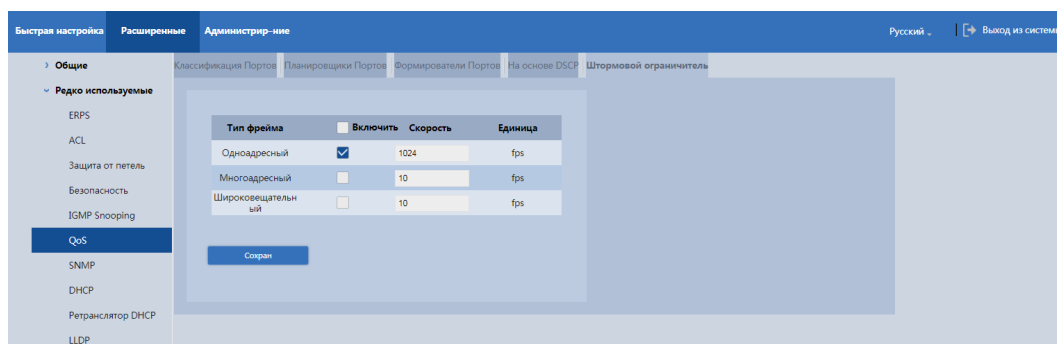 Быстрая настройка Расширенные Администрир-ние Русский Выход из систем
Общие
Классификация Портов Планировщики Портов Формирователи Портов На основе DSCP Штормовой ограничитель
Редко используемые
ERPS
ACL
Защита от петель
Безопасность
IGMP Snooping
QoS
SNMP
DHCP
Ретранслятор DHCP
LLDP
Тип фрейма Включить Скорость Единица
Одноадресный 1024 fps
Многоадресный 10 fps
Широковещательн
ый 10 fps
Сохран